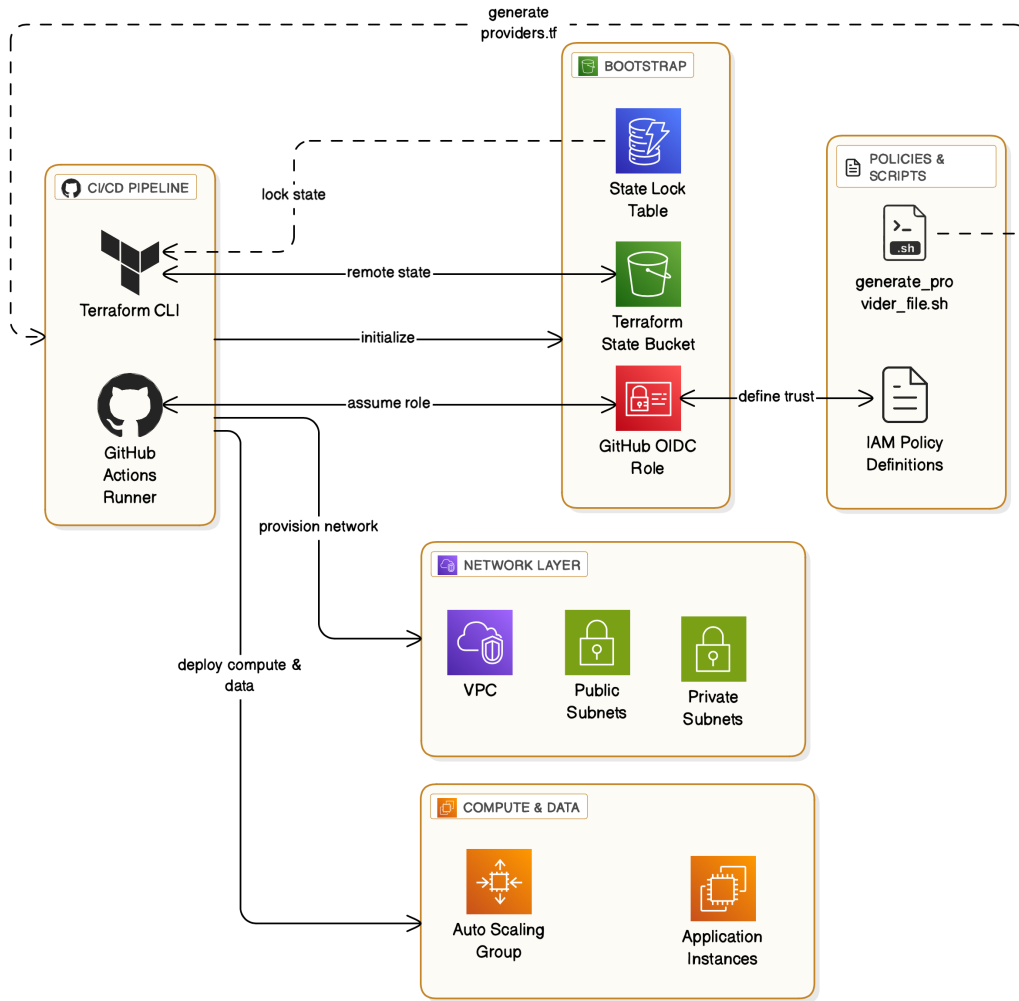 generate
providers.tf
BOOTSTRAP
State Lock
Table
Terraform
State Bucket
GitHub OIDC
Role
POLICIES &
SCRIPTS
.sh
generate_pro
vider_file.sh
IAM Policy
Definitions
CI/CD PIPELINE
Terraform CLI
GitHub
Actions
Runner
lock state
remote state
initialize
assume role
define trust
provision network
deploy compute &
data
NETWORK LAYER
VPC
Public
Subnets
Private
Subnets
COMPUTE & DATA
Auto Scaling
Group
Application
Instances